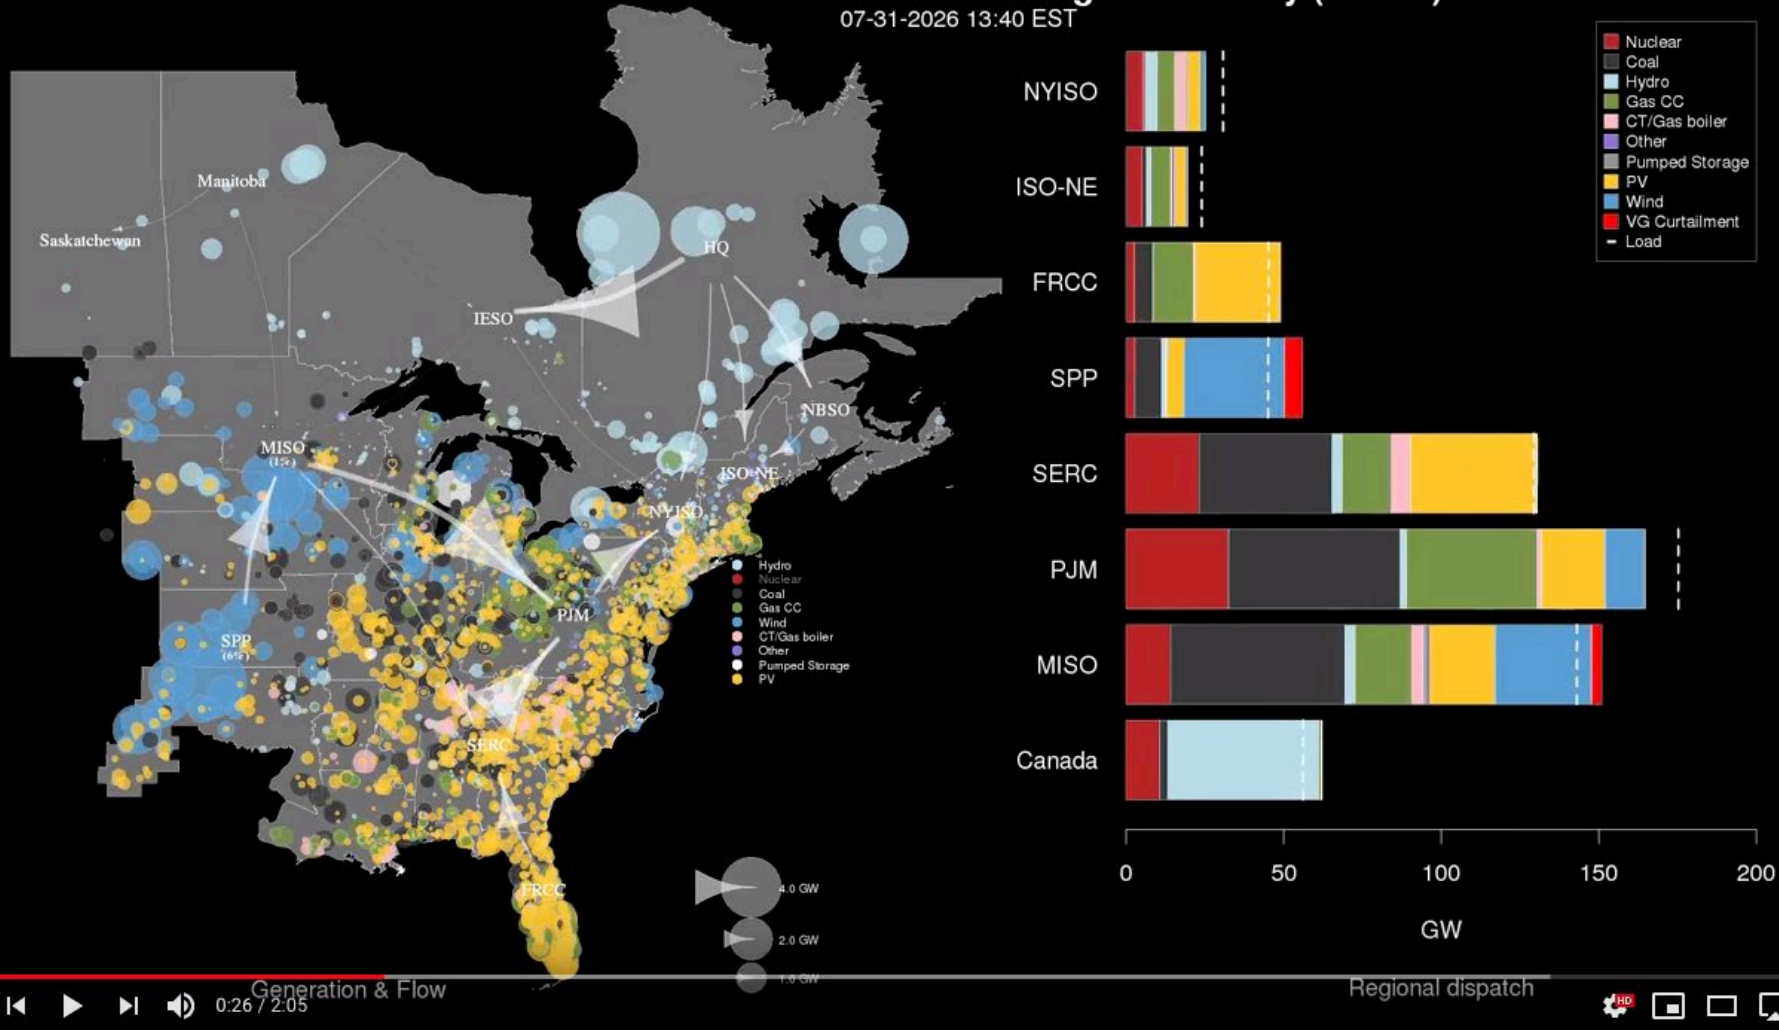 07-31-2026 13:40 EST
Manitoba
Saskatchewan
HQ
IESO
NBSO
MISO
(1%)
ISO-NE
NYISO
PJM
SPP
(6%)
SERC
FRCC
Hydro
Nuclear
Coal
Gas CC
Wind
CT/Gas boiler
Other
Pumped Storage
PV
4.0 GW
2.0 GW
1.0 GW
Generation & Flow
NYISO
ISO-NE
FRCC
SPP
SERC
PJM
MISO
Canada
0 50 100 150 200
GW
Nuclear
Coal
Hydro
Gas CC
CT/Gas boiler
Other
Pumped Storage
PV
Wind
VG Curtailment
Load
Regional dispatch
0:26 / 2:05
HD